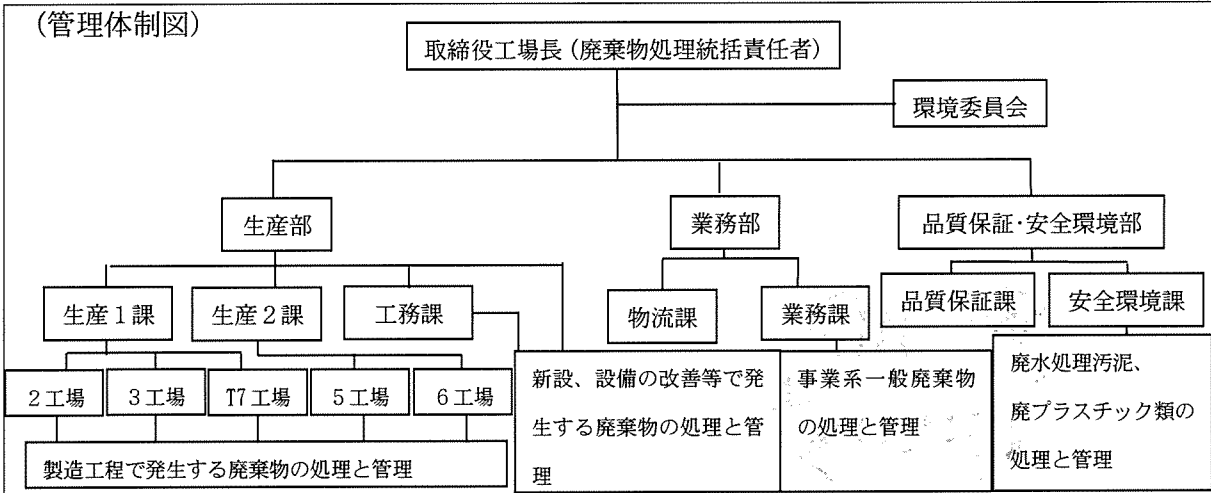 (管理体制図)
取締役工場長(廃棄物処理統括責任者)
環境委員会
生産部
業務部
品質保証・安全環境部
生産1課
生産2課
工務課
物流課
業務課
品質保証課
安全環境課
2工場
3工場
T7工場
5工場
6工場
製造工程で発生する廃棄物の処理と管理
新設、設備の改善等で発
生する廃棄物の処理と管
理
事業系一般廃棄物
の処理と管理
廃水処理汚泥、
廃プラスチック類の
処理と管理